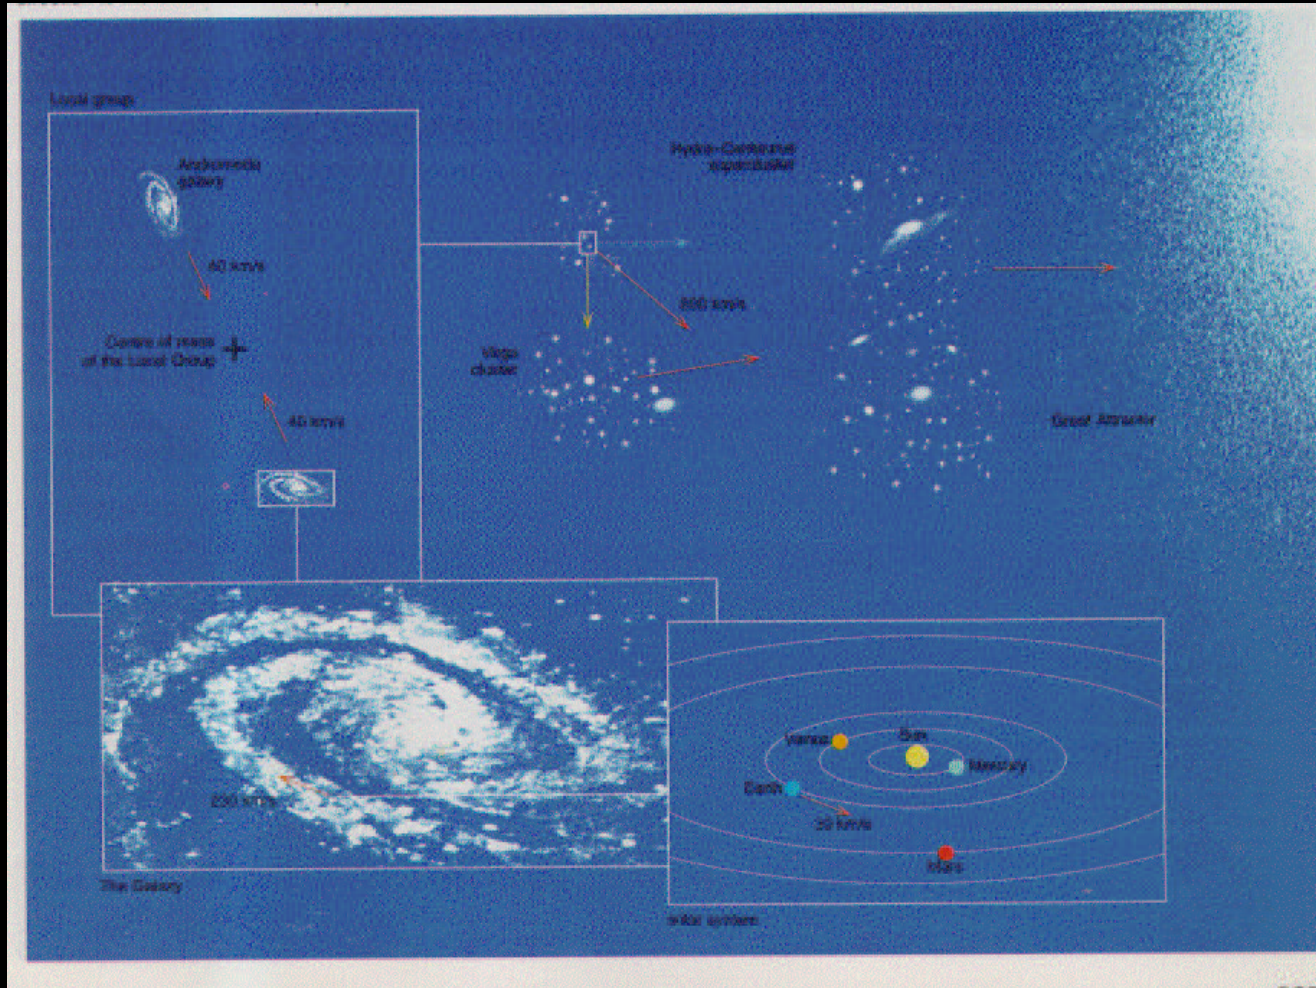 Local group
Andromeda
galaxy
Hydra-Centaurus
supercluster
60 km/s
Centre of mass
of the Local Group
40 km/s
600 km/s
Virgo
cluster
Great Attractor
230 km/s
The Galaxy
Venus
Sun
Mercury
Earth
30 km/s
Mars
solar system